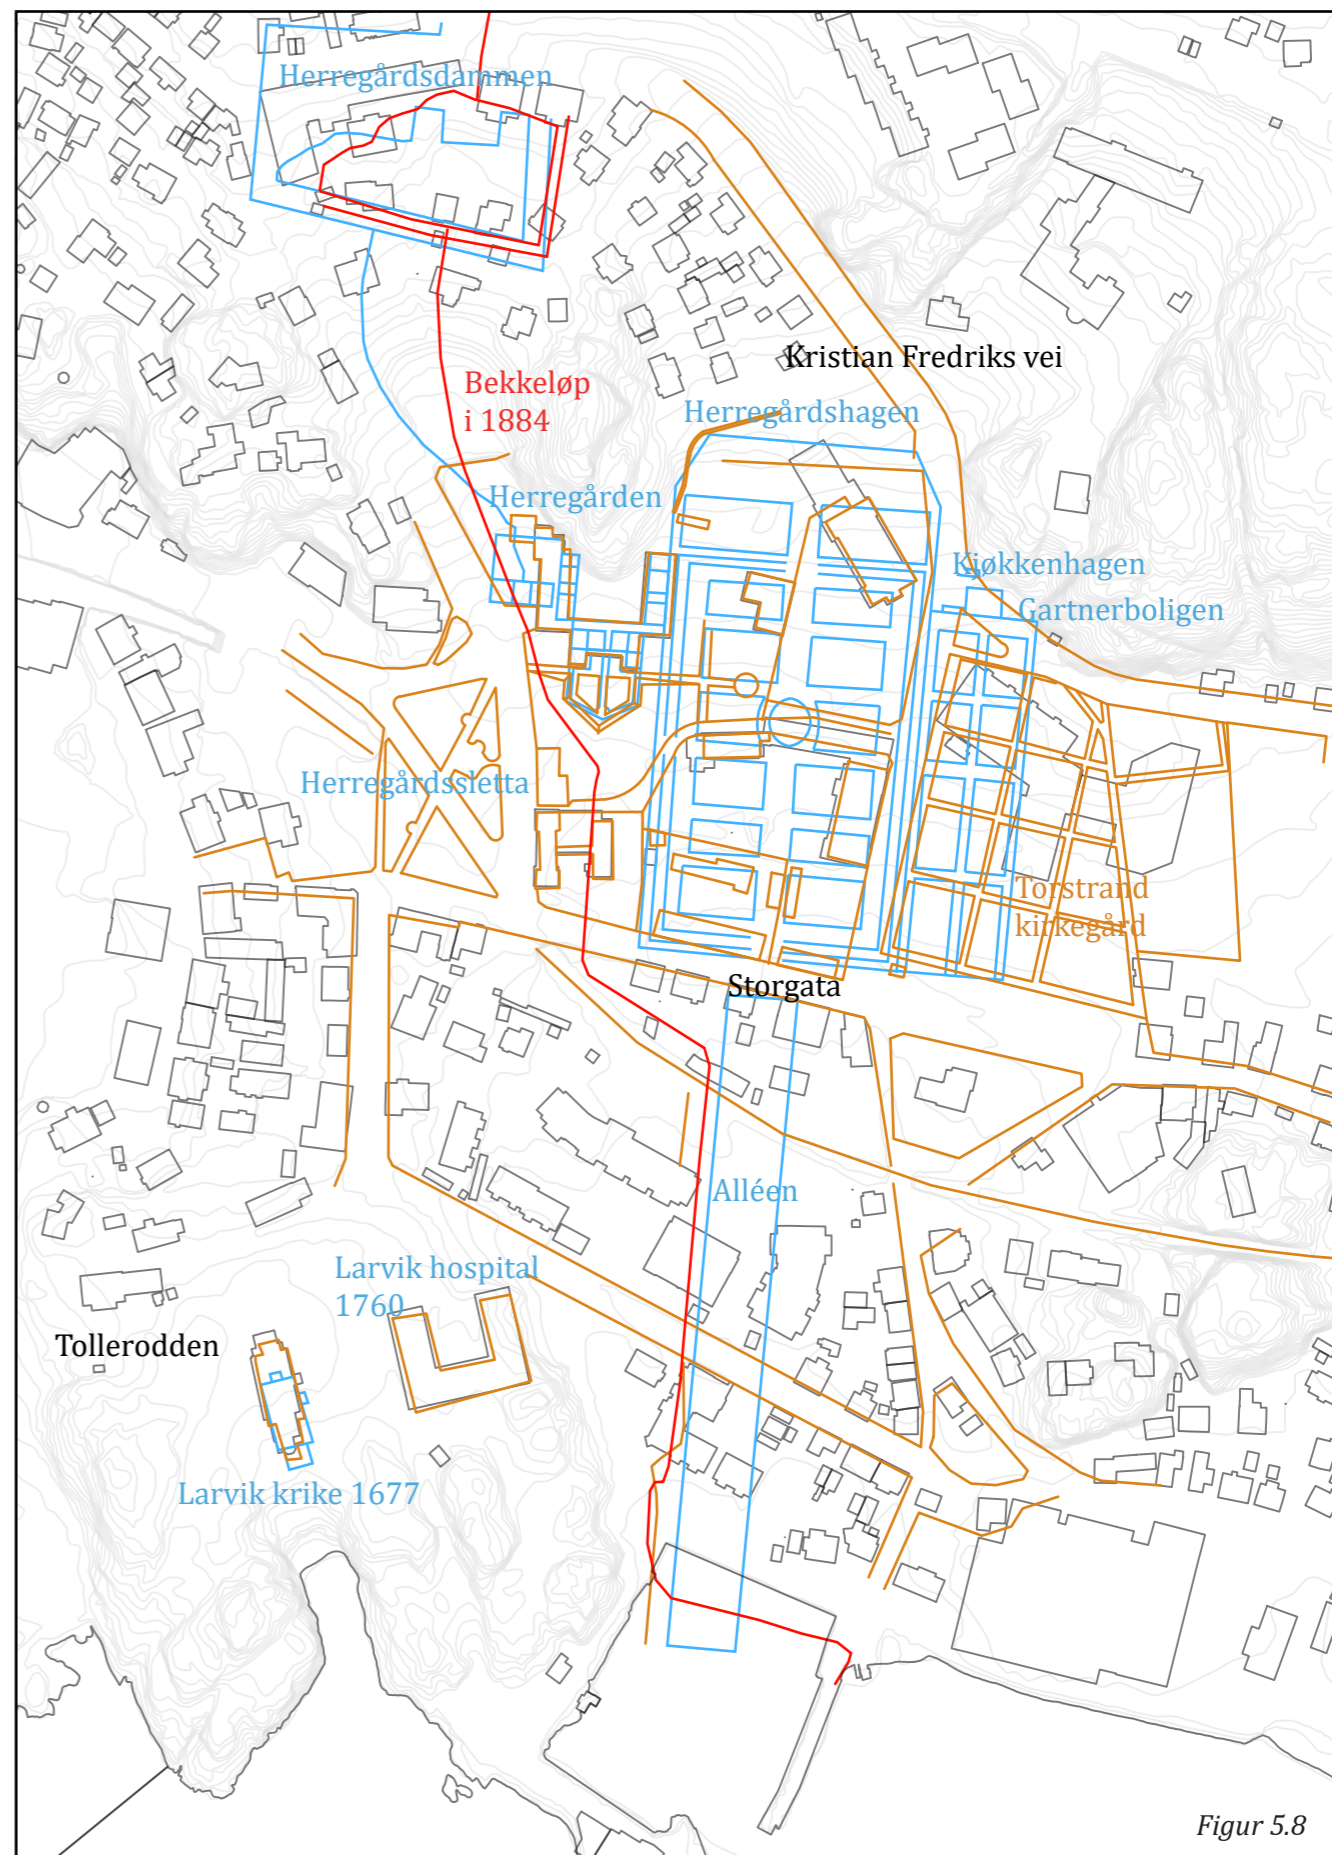 Herregårdsdammen
Kristian Fredriks vei
Bekkeløp
i 1884
Herregårdshagen
Herregården
Kjøkkenhagen
Gartnerboligen
Herregårdssletta
Torstrand
kirkegård
Storgata
Alléen
Larvik hospital
1760
Tollerodden
Larvik krike 1677
Figur 5.8